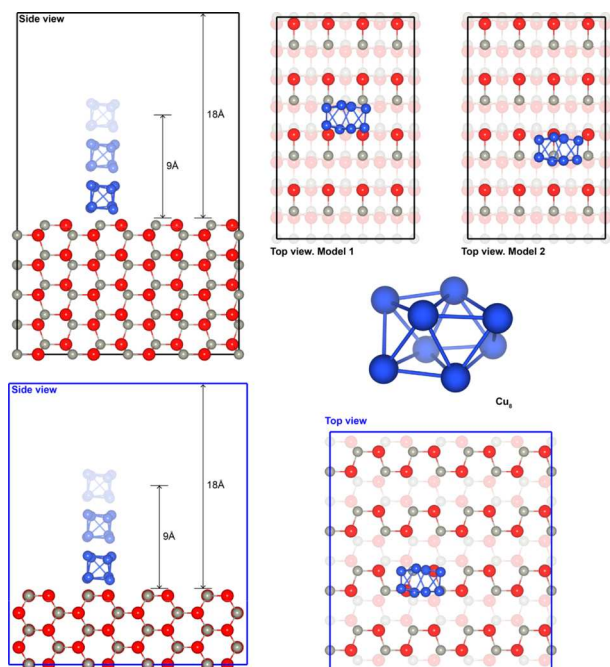 Side view
18Å
9Å
Top view. Model 1
Top view. Model 2
Cu₈
Side view
18Å
9Å
Top view